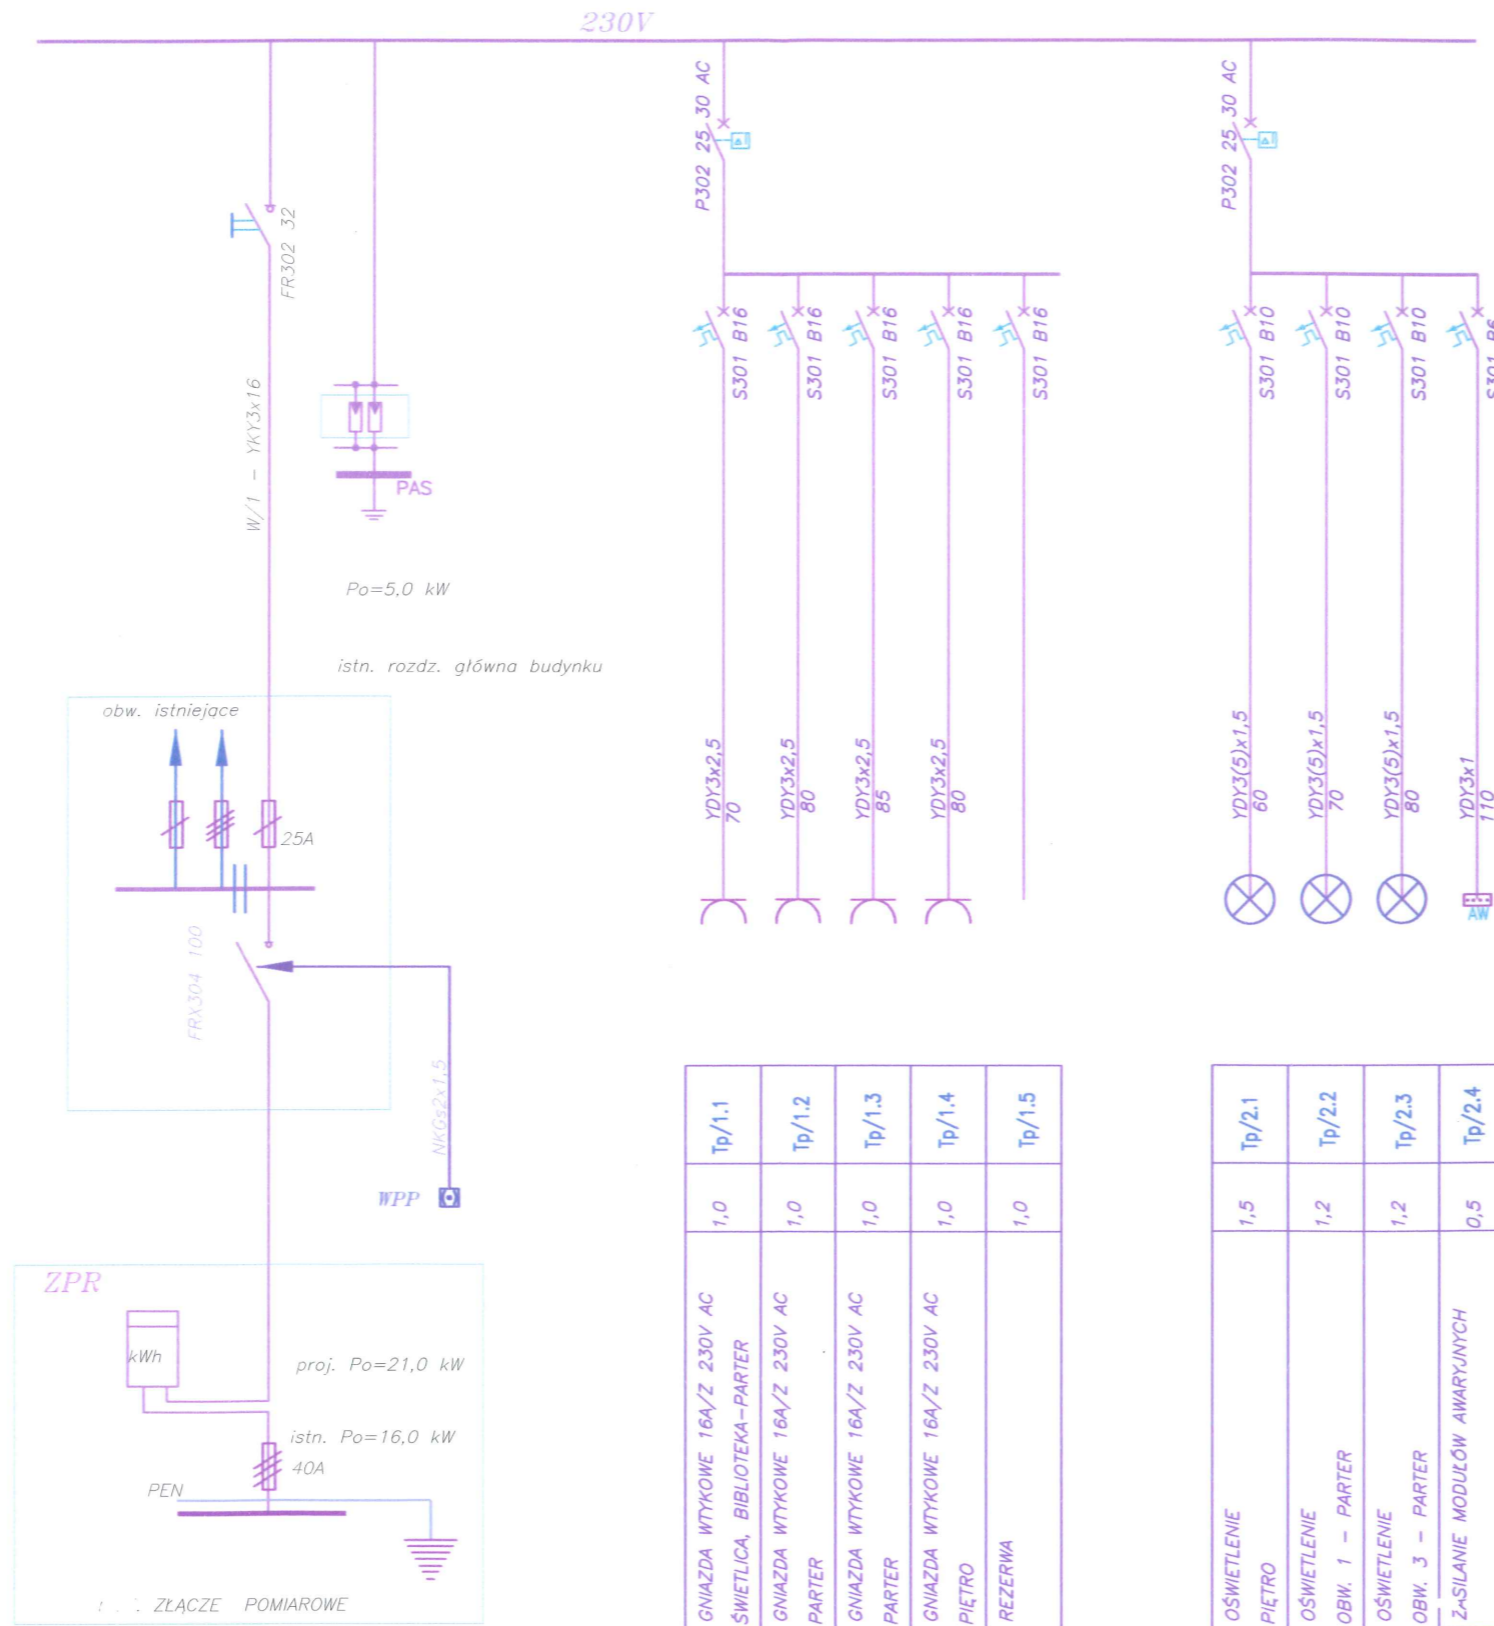 230V
FR302 32
W/1 - YKY3x16
PAS
Po=5,0 kW
istn. rozdz. główna budynku
obw. istniejące
25A
FRX304 100
NKGs2x1,5
WPP
ZPR
kWh
proj. Po=21,0 kW
istn. Po=16,0 kW
40A
PEN
ZŁĄCZE POMIAROWE
P302 25 30 AC
S301 B16
S301 B16
S301 B16
S301 B16
S301 B16
YDY3x2,5
70
YDY3x2,5
80
YDY3x2,5
85
YDY3x2,5
80
P302 25 30 AC
S301 B10
S301 B10
S301 B10
S301 B6
YDY3(5)x1,5
60
YDY3(5)x1,5
70
YDY3(5)x1,5
80
YDY3x1
110
AW
Tp/1.1
1,0
GNIAZDA WTYKOWE 16A/Z 230V AC
ŚWIETLICA, BIBLIOTEKA-PARTER
Tp/1.2
1,0
GNIAZDA WTYKOWE 16A/Z 230V AC
PARTER
Tp/1.3
1,0
GNIAZDA WTYKOWE 16A/Z 230V AC
PARTER
Tp/1.4
1,0
GNIAZDA WTYKOWE 16A/Z 230V AC
PIĘTRO
Tp/1.5
1,0
REZERWA
Tp/2.1
1,5
OŚWIETLENIE
PIĘTRO
Tp/2.2
1,2
OŚWIETLENIE
OBW. 1 - PARTER
Tp/2.3
1,2
OŚWIETLENIE
OBW. 3 - PARTER
Tp/2.4
0,5
ZASILANIE MODUŁÓW AWARYJNYCH